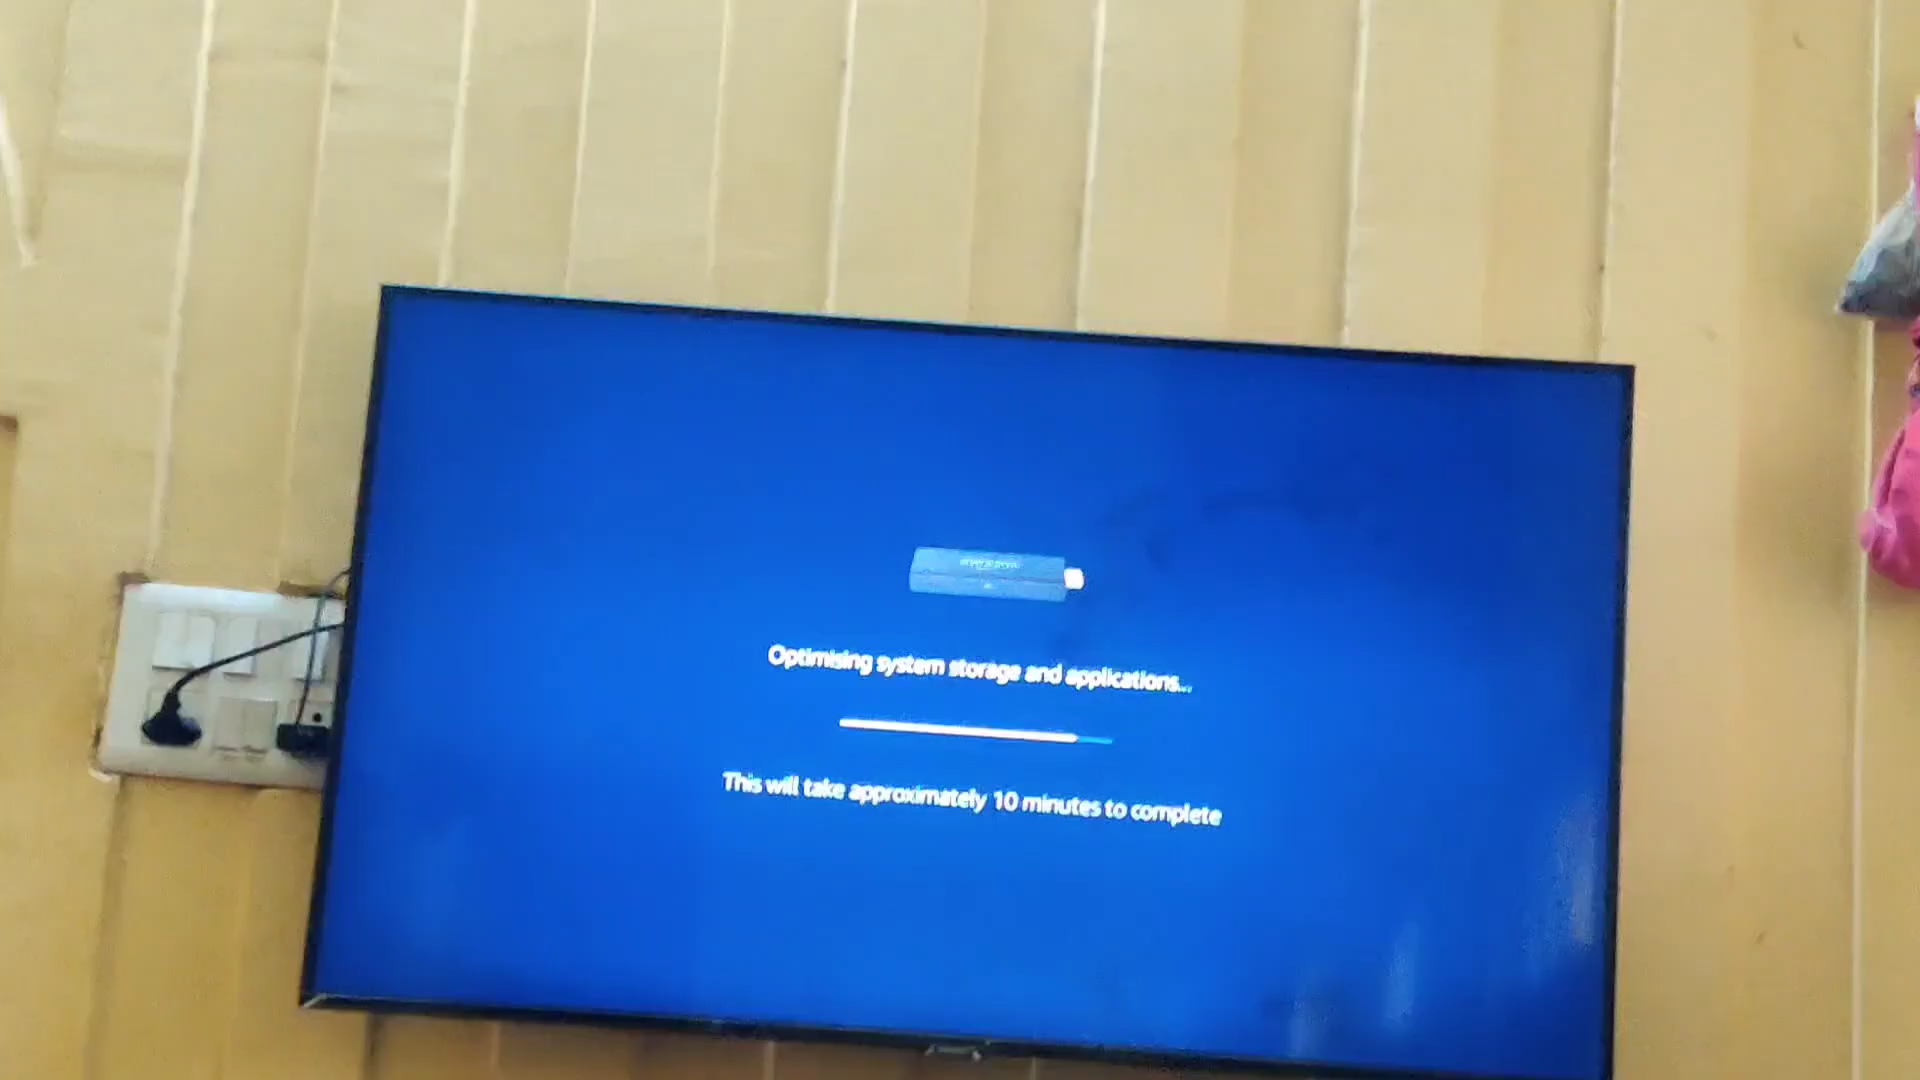 Optimising system storage and applications...
This will take approximately 10 minutes to complete